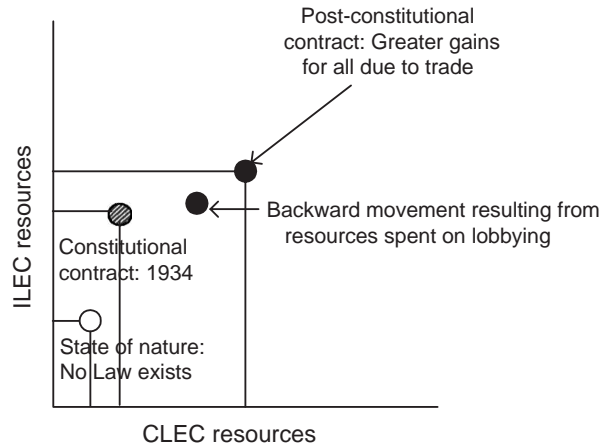 Post-constitutional
contract: Greater gains
for all due to trade
ILEC resources
Backward movement resulting from
resources spent on lobbying
Constitutional
contract: 1934
State of nature:
No Law exists
CLEC resources